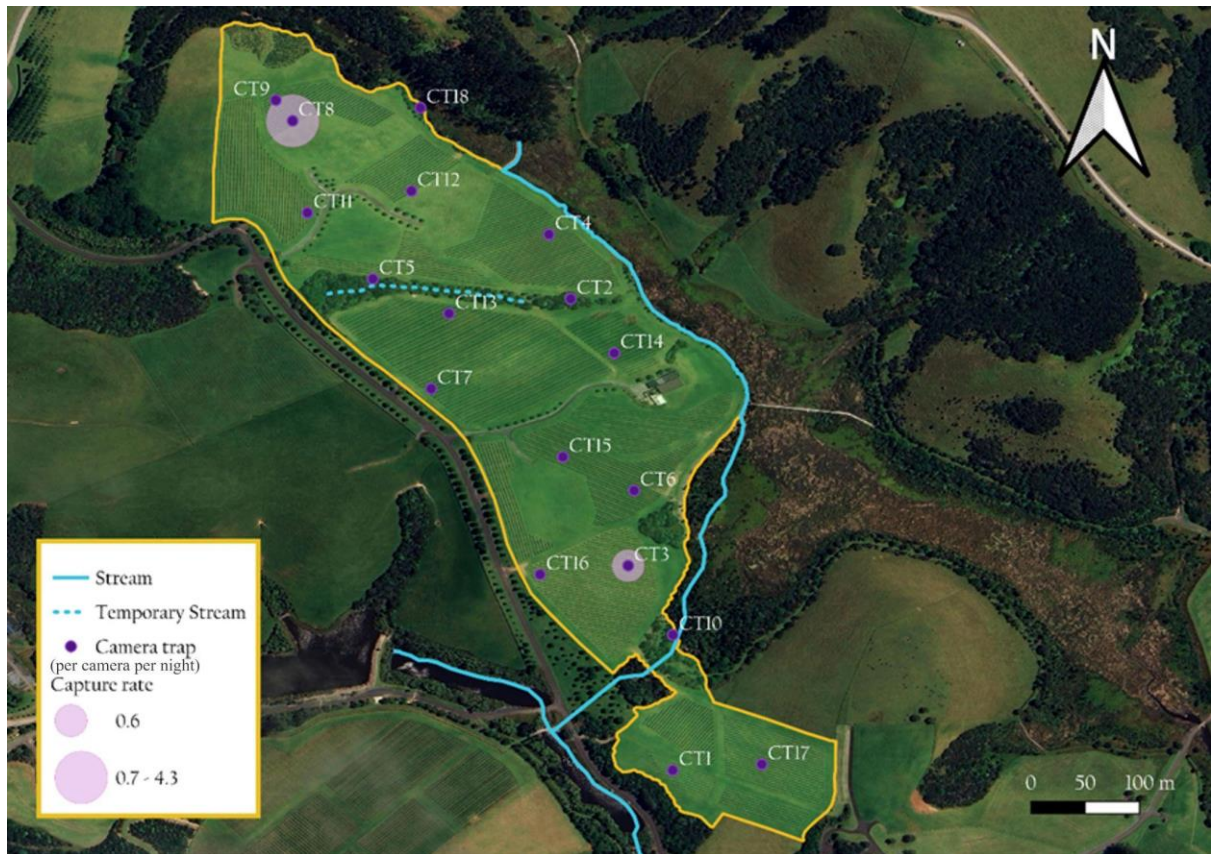 N
CT9
CT8
CT18
CT12
CT11
CT4
CT5
CT2
CT13
CT14
CT7
CT15
CT6
CT3
CT16
CT10
CT1
CT17
Stream
Temporary Stream
Camera trap
(per camera per night)
Capture rate
0.6
0.7 - 4.3
0 50 100 m